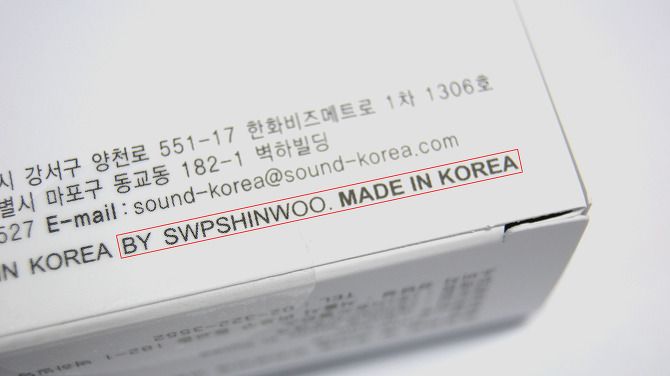 시 강서구 양천로 551-17 한화비즈메트로 1차 1306호
별시 마포구 동교동 182-1 벽하빌딩
527 E-mail : sound-korea@sound-korea.com
IN KOREA BY SWPSHINWOO. MADE IN KOREA